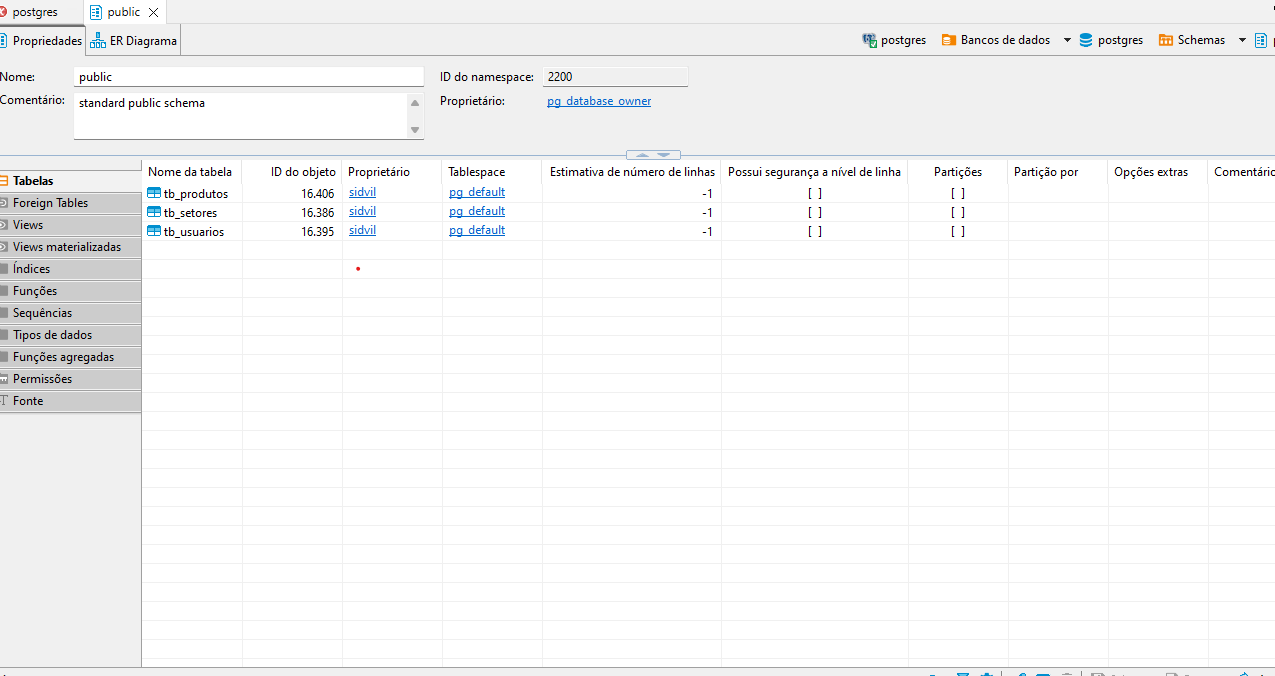 postgres public
Propriedades ER Diagrama postgres Bancos de dados postgres Schemas
Nome: public ID do namespace: 2200
Comentário: standard public schema Proprietário: pg_database_owner
Nome da tabela ID do objeto Proprietário Tablespace Estimativa de número de linhas Possui segurança a nível de linha Partições Partição por Opções extras Comentário
Tabelas
tb_produtos 16.406 sidvil pg_default -1 [ ] [ ]
Foreign Tables
tb_setores 16.386 sidvil pg_default -1 [ ] [ ]
Views
tb_usuarios 16.395 sidvil pg_default -1 [ ] [ ]
Views materializadas
Índices
Funções
Sequências
Tipos de dados
Funções agregadas
Permissões
Fonte